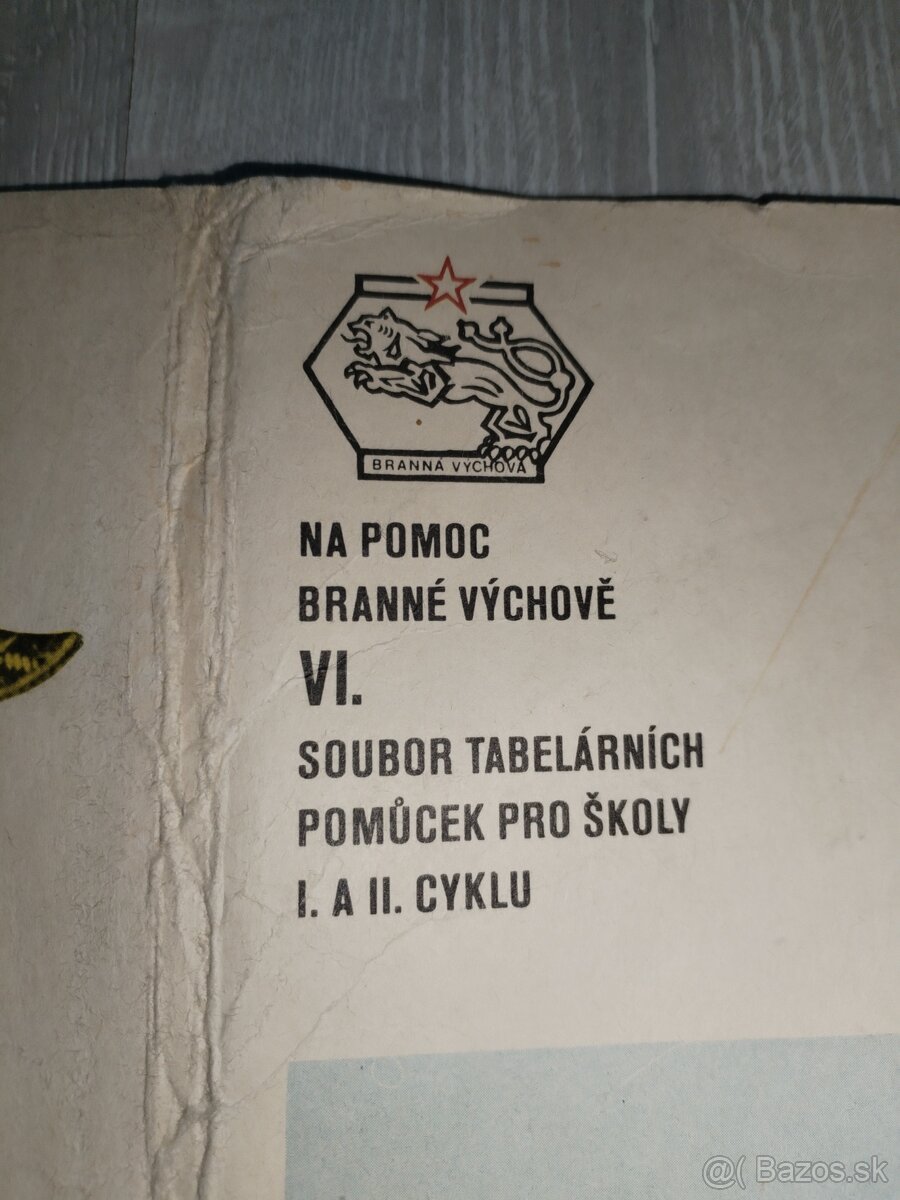 BRANNÁ VÝCHOVA
NA POMOC
BRANNÉ VÝCHOVĚ
VI.
SOUBOR TABELÁRNÍCH
POMŮCEK PRO ŠKOLY
I. A II. CYKLU
@( Bazos.sk